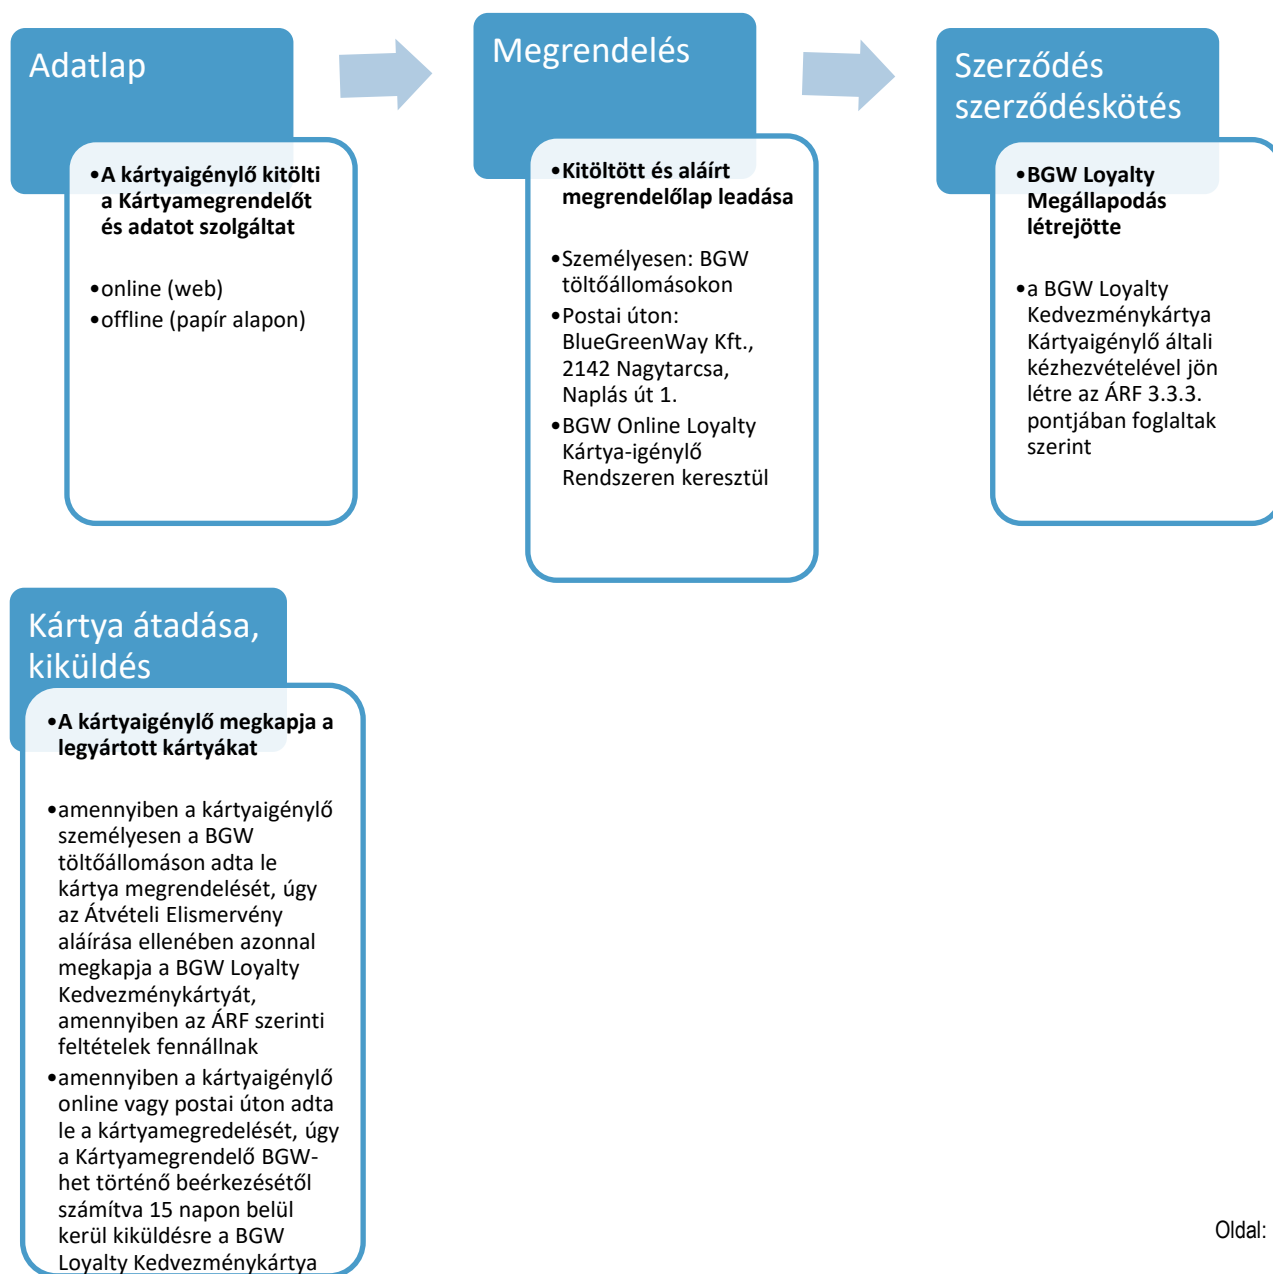 Adatlap
•A kártyaigénylő kitölti
a Kártyamegrendelőt
és adatot szolgáltat
•online (web)
•offline (papír alapon)
Megrendelés
•Kitöltött és aláírt
megrendelőlap leadása
•Személyesen: BGW
töltőállomásokon
•Postai úton:
BlueGreenWay Kft.,
2142 Nagytarcsa,
Naplás út 1.
•BGW Online Loyalty
Kártya-igénylő
Rendszeren keresztül
Szerződés
szerződéskötés
•BGW Loyalty
Megállapodás
létrejötte
•a BGW Loyalty
Kedvezménykártya
Kártyaigénylő általi
kézhezvételével jön
létre az ÁRF 3.3.3.
pontjában foglaltak
szerint
Kártya átadása,
kiküldés
•A kártyaigénylő megkapja a
legyártott kártyákat
•amennyiben a kártyaigénylő
személyesen a BGW
töltőállomáson adta le
kártya megrendelését, úgy
az Átvételi Elismervény
aláírása ellenében azonnal
megkapja a BGW Loyalty
Kedvezménykártyát,
amennyiben az ÁRF szerinti
feltételek fennállnak
•amennyiben a kártyaigénylő
online vagy postai úton adta
le a kártyamegredelését, úgy
a Kártyamegrendelő BGW-
het történő beérkezésétől
számítva 15 napon belül
kerül kiküldésre a BGW
Loyalty Kedvezménykártya
Oldal: